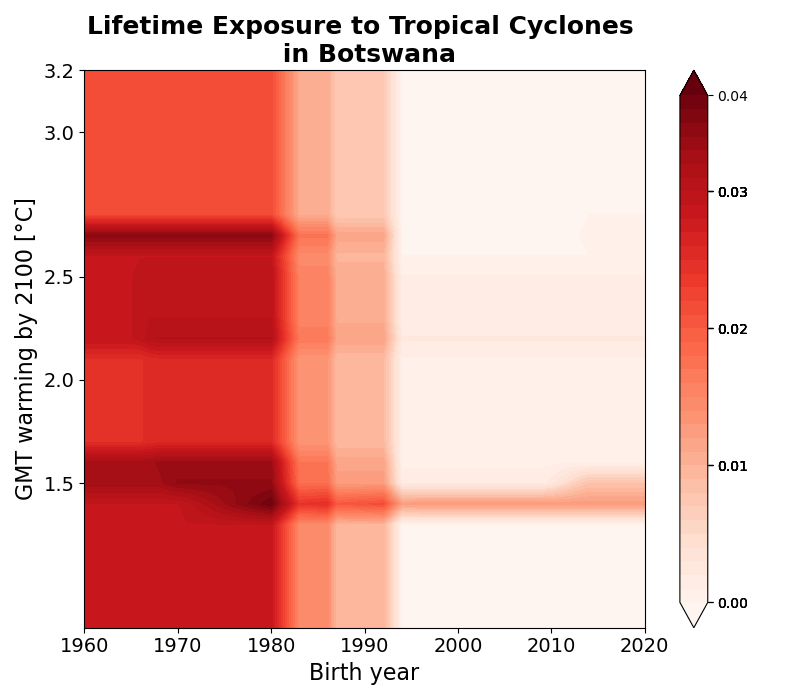 Lifetime Exposure to Tropical Cyclones
in Botswana
GMT warming by 2100 [°C]
3.2
3.0
2.5
2.0
1.5
1960 1970 1980 1990 2000 2010 2020
Birth year
0.04
0.03
0.02
0.01
0.00